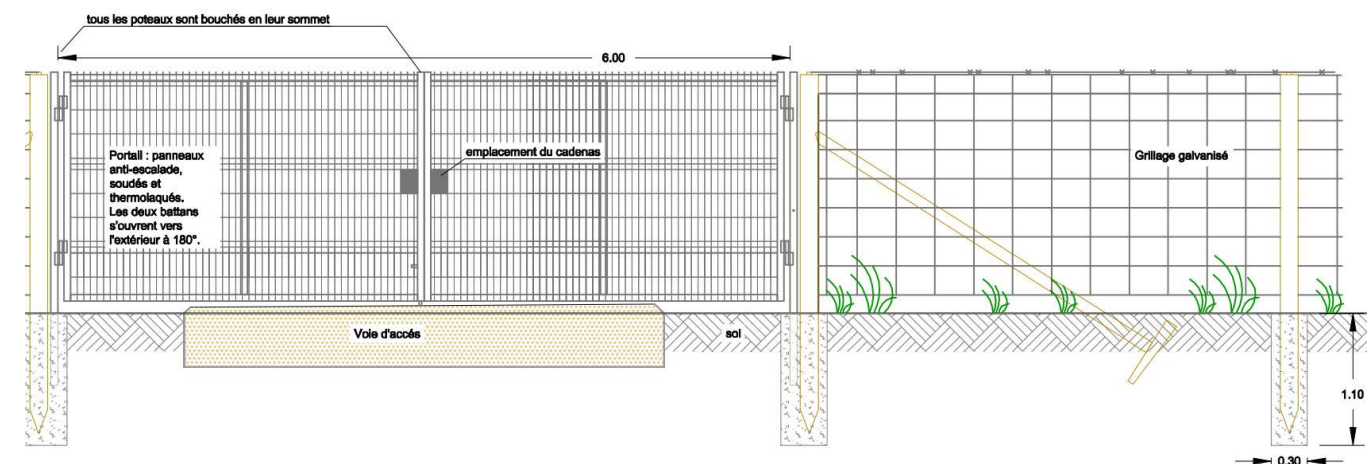 tous les poteaux sont bouchés en leur sommet
6.00
Portail : panneaux
anti-escalade,
soudés et
thermolaqués.
Les deux battans
s'ouvrent vers
l'extérieur à 180°.
emplacement du cadenas
Grillage galvanisé
Voie d'accés
sol
1.10
0.30